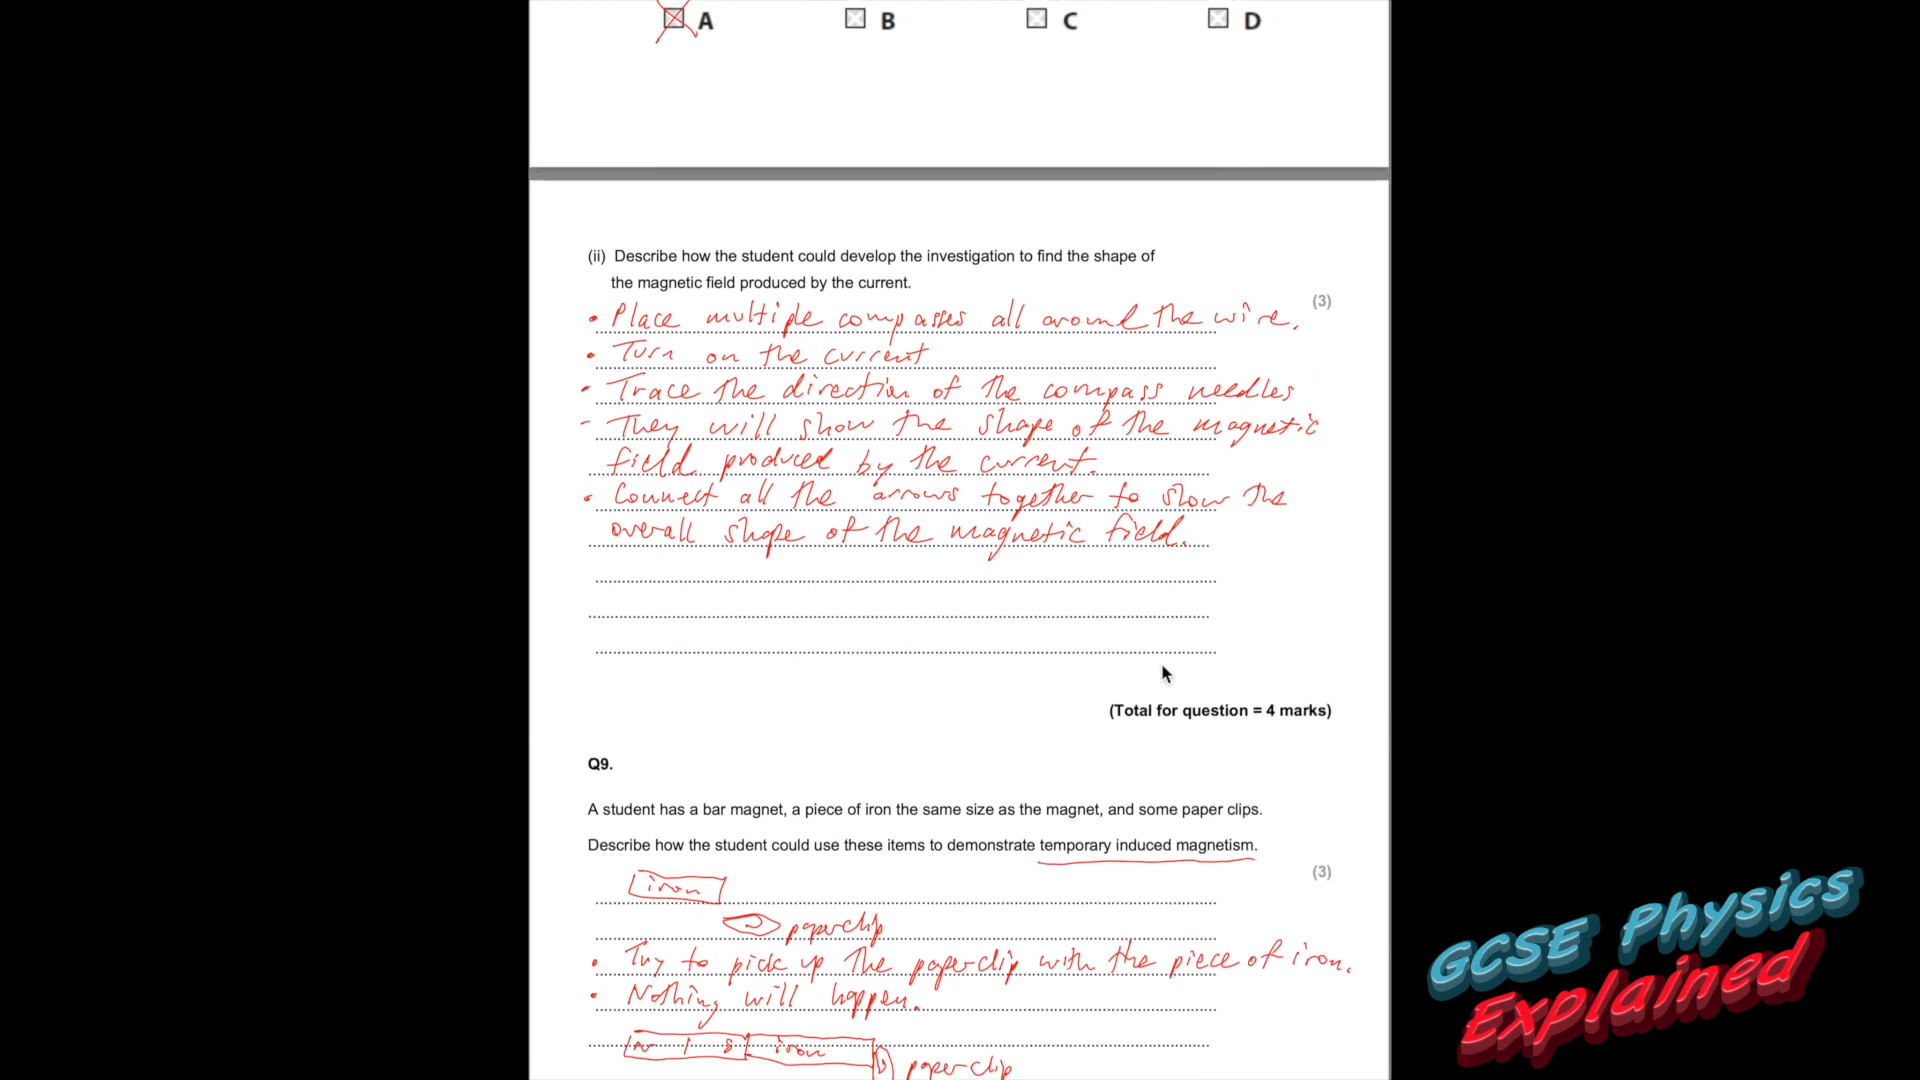 A B C D
(ii) Describe how the student could develop the investigation to find the shape of
the magnetic field produced by the current.
(3)
• Place multiple compasses all around the wire.
• Turn on the current
• Trace the direction of the compass needles
- They will show the shape of the magnetic
field produced by the current.
• Connect all the arrows together to show the
overall shape of the magnetic field.
(Total for question = 4 marks)
Q9.
A student has a bar magnet, a piece of iron the same size as the magnet, and some paper clips.
Describe how the student could use these items to demonstrate temporary induced magnetism.
(3)
iron
paperclip
• Try to pick up the paperclip with the piece of iron.
• Nothing will happen.
N S iron
paperclip
GCSE Physics
Explained